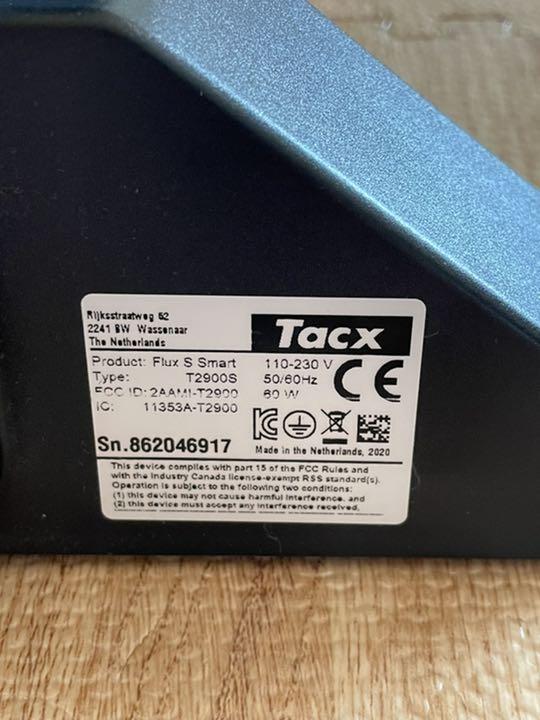 Rijksstraatweg 52
2241 BW Wassenaar
The Netherlands
Tacx
Product: Flux S Smart
Type: T2900S
FCC ID: 2AAMI-T2900
IC: 11353A-T2900
110-230 V
50/60Hz
60 W
CE
Sn.862046917
Made in the Netherlands, 2020
This device complies with part 15 of the FCC Rules and
with the Industry Canada license-exempt RSS standard(s).
Operation is subject to the following two conditions:
(1) this device may not cause harmful interference, and
(2) this device must accept any interference received,